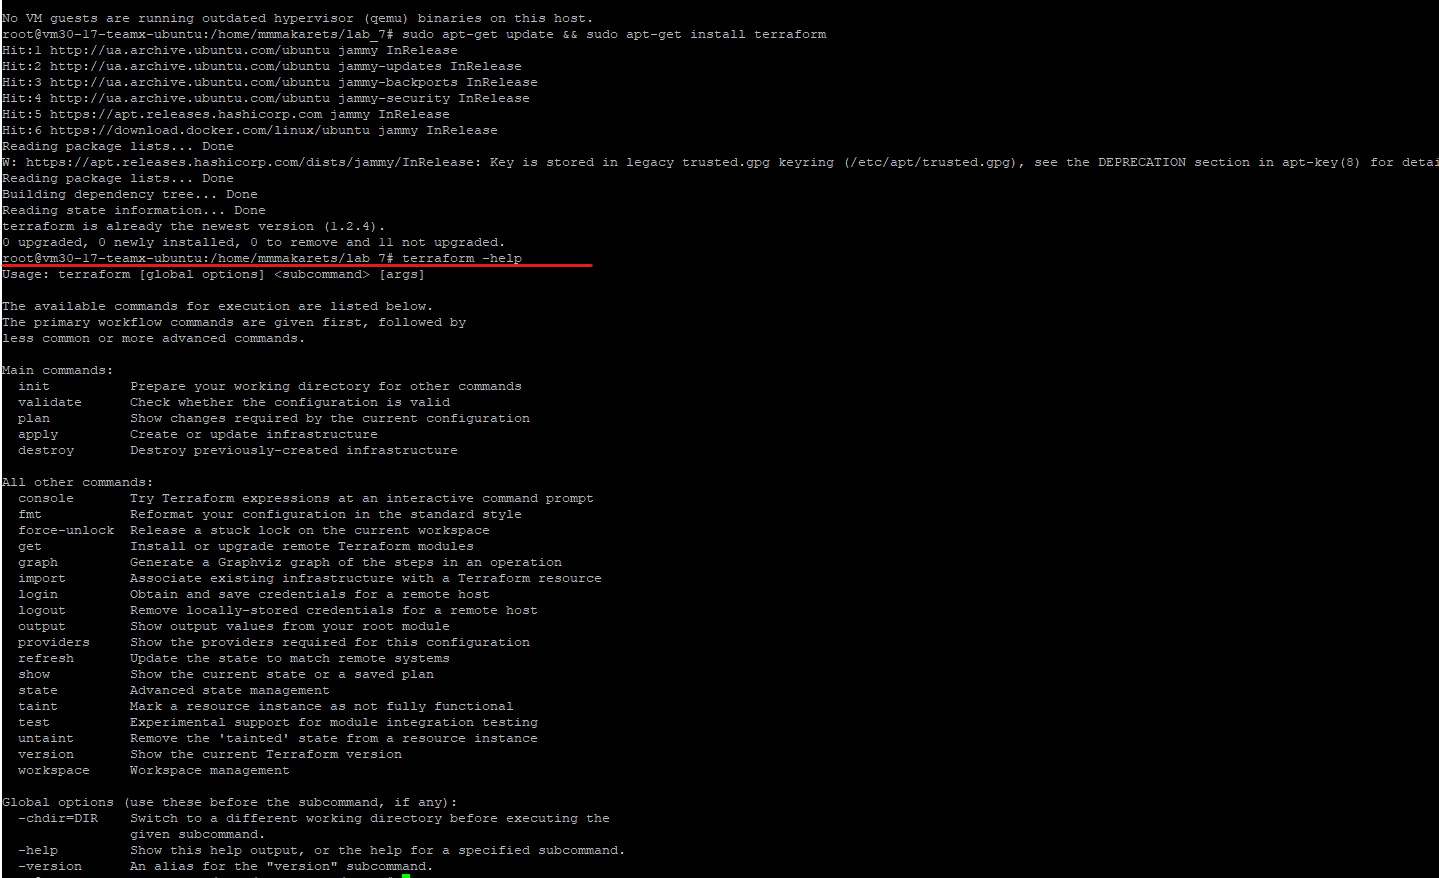 No VM guests are running outdated hypervisor (qemu) binaries on this host.
root@vm30-17-teamx-ubuntu:/home/mmmakarets/lab_7# sudo apt-get update && sudo apt-get install terraform
Hit:1 http://ua.archive.ubuntu.com/ubuntu jammy InRelease
Hit:2 http://ua.archive.ubuntu.com/ubuntu jammy-updates InRelease
Hit:3 http://ua.archive.ubuntu.com/ubuntu jammy-backports InRelease
Hit:4 http://ua.archive.ubuntu.com/ubuntu jammy-security InRelease
Hit:5 https://apt.releases.hashicorp.com jammy InRelease
Hit:6 https://download.docker.com/linux/ubuntu jammy InRelease
Reading package lists... Done
W: https://apt.releases.hashicorp.com/dists/jammy/InRelease: Key is stored in legacy trusted.gpg keyring (/etc/apt/trusted.gpg), see the DEPRECATION section in apt-key(8) for detai
Reading package lists... Done
Building dependency tree... Done
Reading state information... Done
terraform is already the newest version (1.2.4).
0 upgraded, 0 newly installed, 0 to remove and 11 not upgraded.
root@vm30-17-teamx-ubuntu:/home/mmmakarets/lab_7# terraform -help
Usage: terraform [global options] <subcommand> [args]
The available commands for execution are listed below.
The primary workflow commands are given first, followed by
less common or more advanced commands.
Main commands:
init Prepare your working directory for other commands
validate Check whether the configuration is valid
plan Show changes required by the current configuration
apply Create or update infrastructure
destroy Destroy previously-created infrastructure
All other commands:
console Try Terraform expressions at an interactive command prompt
fmt Reformat your configuration in the standard style
force-unlock Release a stuck lock on the current workspace
get Install or upgrade remote Terraform modules
graph Generate a Graphviz graph of the steps in an operation
import Associate existing infrastructure with a Terraform resource
login Obtain and save credentials for a remote host
logout Remove locally-stored credentials for a remote host
output Show output values from your root module
providers Show the providers required for this configuration
refresh Update the state to match remote systems
show Show the current state or a saved plan
state Advanced state management
taint Mark a resource instance as not fully functional
test Experimental support for module integration testing
untaint Remove the 'tainted' state from a resource instance
version Show the current Terraform version
workspace Workspace management
Global options (use these before the subcommand, if any):
-chdir=DIR Switch to a different working directory before executing the
given subcommand.
-help Show this help output, or the help for a specified subcommand.
-version An alias for the "version" subcommand.